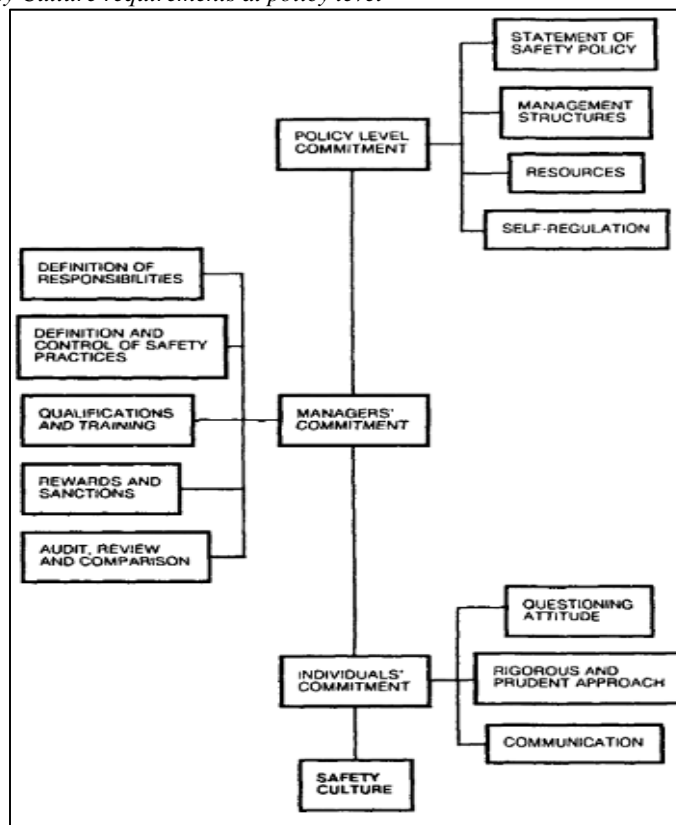 y Culture requirements at policy level
STATEMENT OF
SAFETY POLICY
MANAGEMENT
STRUCTURES
POLICY LEVEL
COMMITMENT
RESOURCES
SELF-REGULATION
DEFINITION OF
RESPONSIBILITIES
DEFINITION AND
CONTROL OF SAFETY
PRACTICES
QUALIFICATIONS
AND TRAINING
MANAGERS'
COMMITMENT
REWARDS AND
SANCTIONS
AUDIT, REVIEW
AND COMPARISON
QUESTIONING
ATTITUDE
INDIVIDUALS'
COMMITMENT
RIGOROUS AND
PRUDENT APPROACH
COMMUNICATION
SAFETY
CULTURE